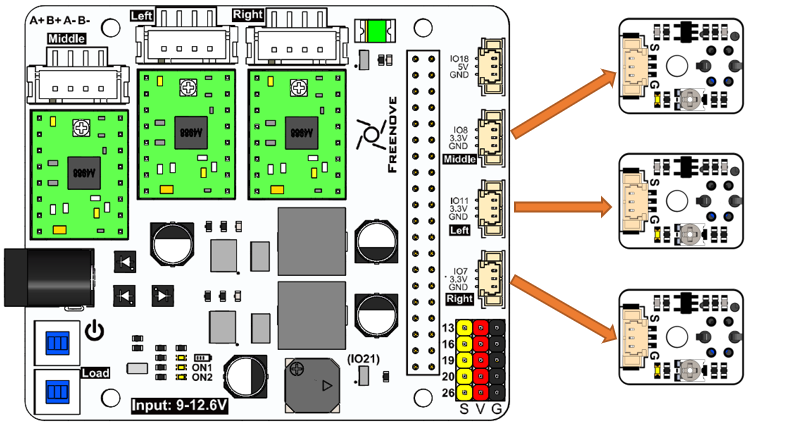 A+B+A-B-
Left
Right
Middle
A4988
A4988
A4988
FREENOVE
IO18
5V
GND
IO8
3.3V
GND
Middle
IO11
3.3V
GND
Left
IO7
3.3V
GND
Right
S
G
S
G
S
G
Load
ON1
ON2
Input: 9-12.6V
(IO21)
13
16
19
20
26
S V G